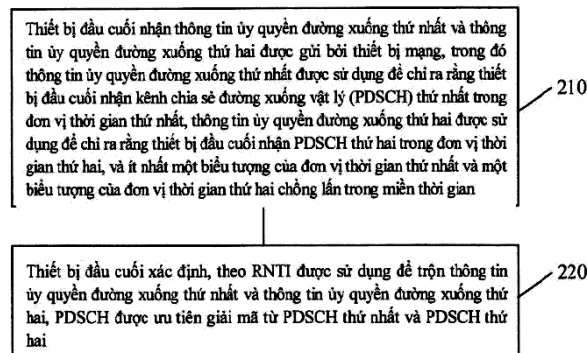 Thiết bị đầu cuối nhận thông tin ủy quyền đường xuống thứ nhất và thông
tin ủy quyền đường xuống thứ hai được gửi bởi thiết bị mạng, trong đó
thông tin ủy quyền đường xuống thứ nhất được sử dụng để chỉ ra rằng thiết
bị đầu cuối nhận kênh chia sẻ đường xuống vật lý (PDSCH) thứ nhất trong
đơn vị thời gian thứ nhất, thông tin ủy quyền đường xuống thứ hai được sử
dụng để chỉ ra rằng thiết bị đầu cuối nhận PDSCH thứ hai trong đơn vị thời
gian thứ hai, và ít nhất một biểu tượng của đơn vị thời gian thứ nhất và một
biểu tượng của đơn vị thời gian thứ hai chồng lấn trong miền thời gian
210
Thiết bị đầu cuối xác định, theo RNTI được sử dụng để trộn thông tin
ủy quyền đường xuống thứ nhất và thông tin ủy quyền đường xuống thứ
hai, PDSCH được ưu tiên giải mã từ PDSCH thứ nhất và PDSCH thứ
hai
220